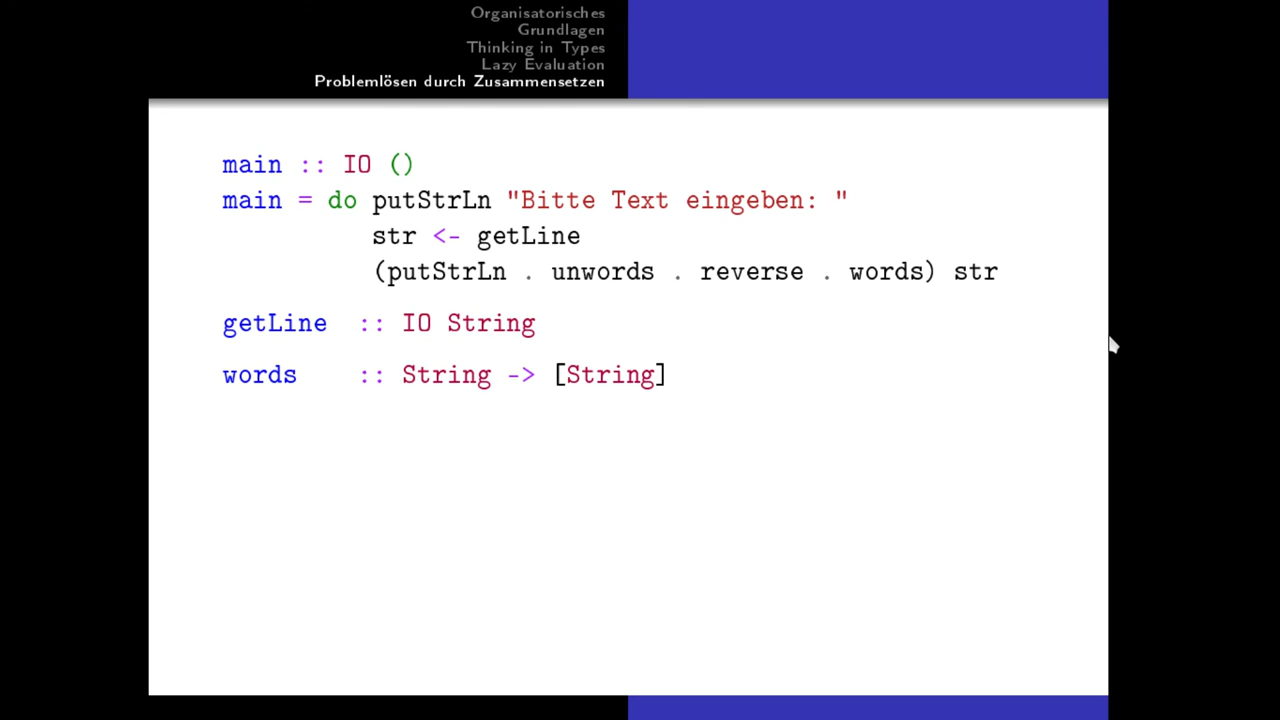 Organisatorisches
Grundlagen
Thinking in Types
Lazy Evaluation
Problemlösen durch Zusammensetzen
main :: IO ()
main = do putStrLn "Bitte Text eingeben: "
str <- getLine
(putStrLn . unwords . reverse . words) str
getLine :: IO String
words :: String -> [String]